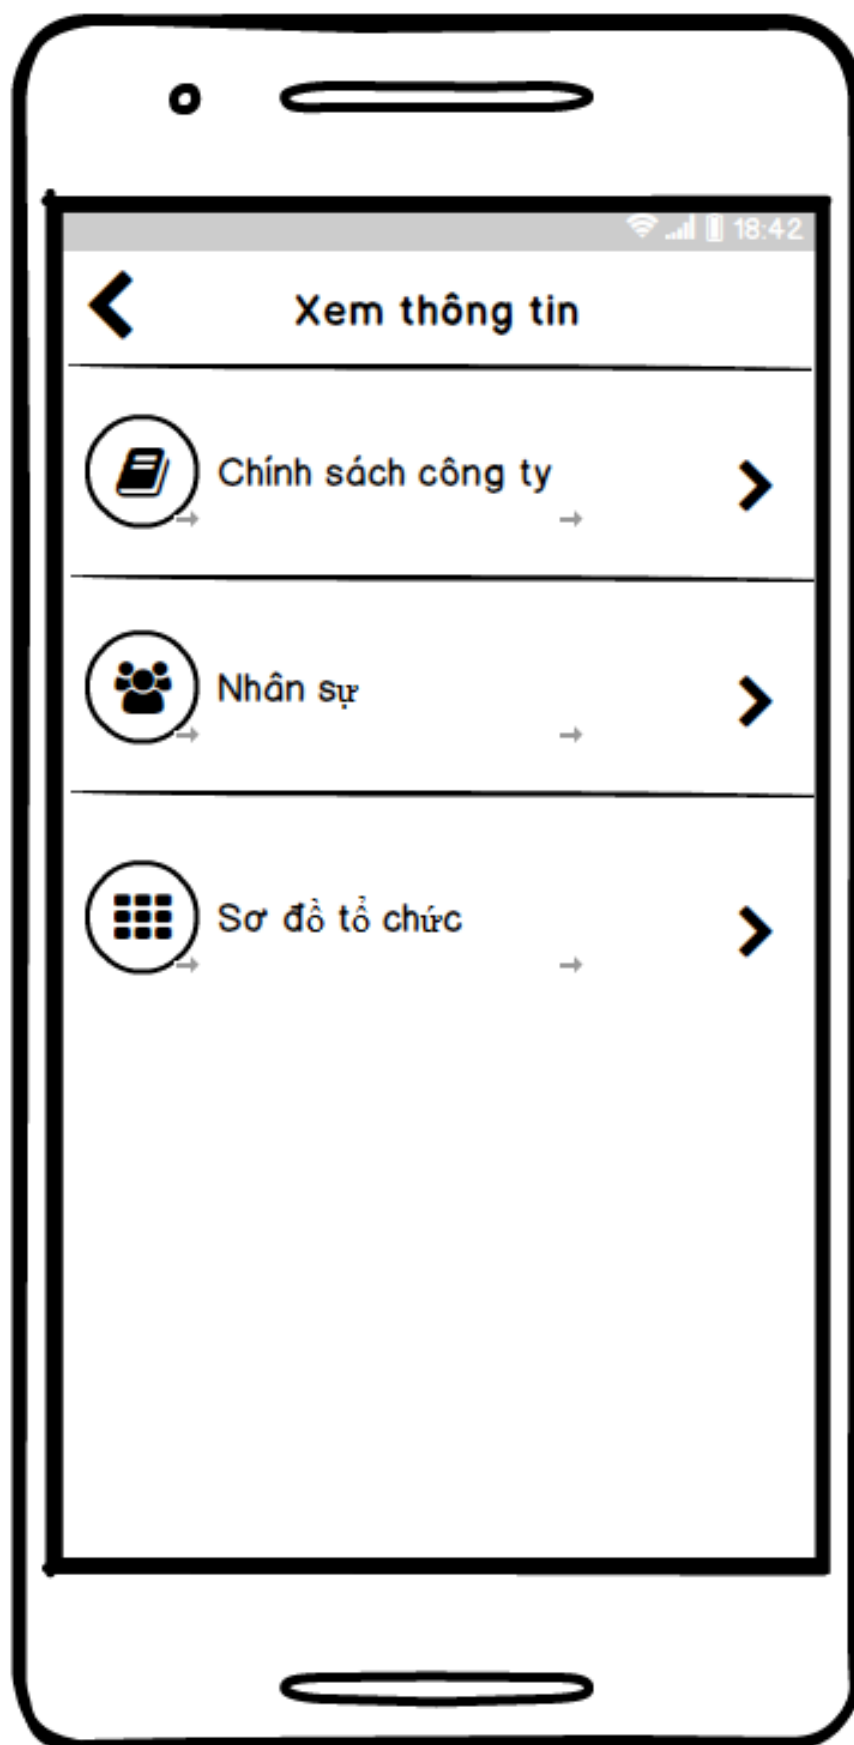 18:42
Xem thông tin
Chính sách công ty
Nhân sự
Sơ đồ tổ chức